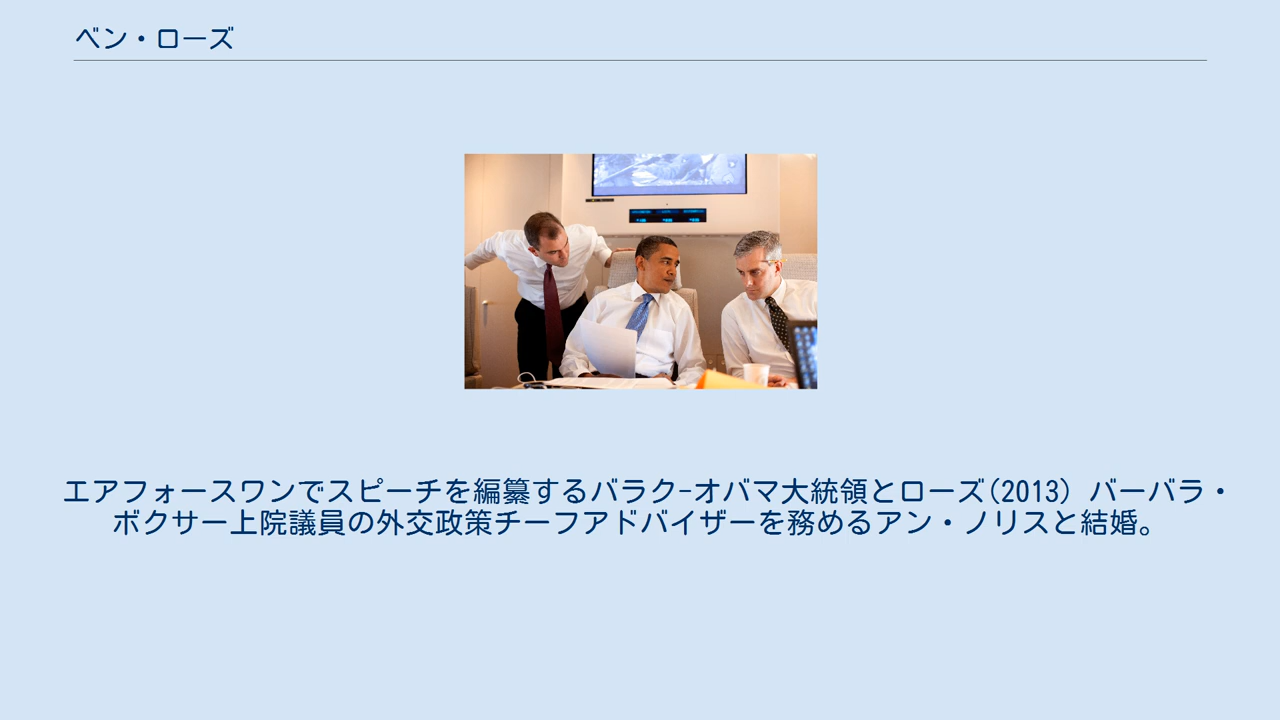 ベン・ローズ
エアフォースワンでスピーチを編纂するバラク-オバマ大統領とローズ(2013) バーバラ・
ボクサー上院議員の外交政策チーフアドバイザーを務めるアン・ノリスと結婚。